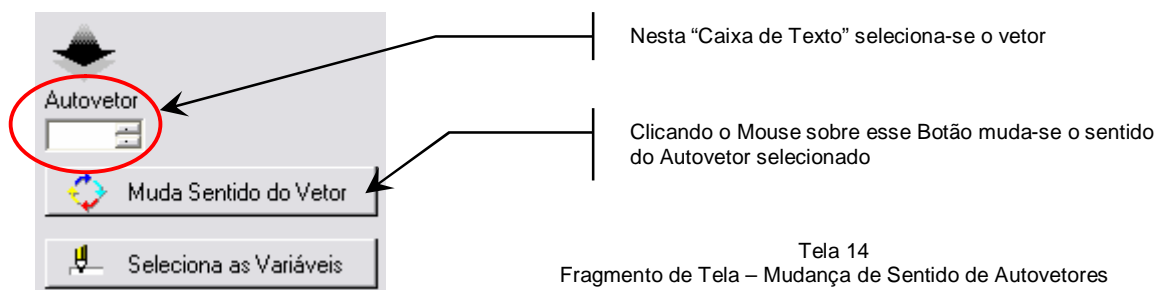 Nesta “Caixa de Texto” seleciona-se o vetor
Autovetor
Clicando o Mouse sobre esse Botão muda-se o sentido
do Autovetor selecionado
Muda Sentido do Vetor
Seleciona as Variáveis
Tela 14
Fragmento de Tela – Mudança de Sentido de Autovetores